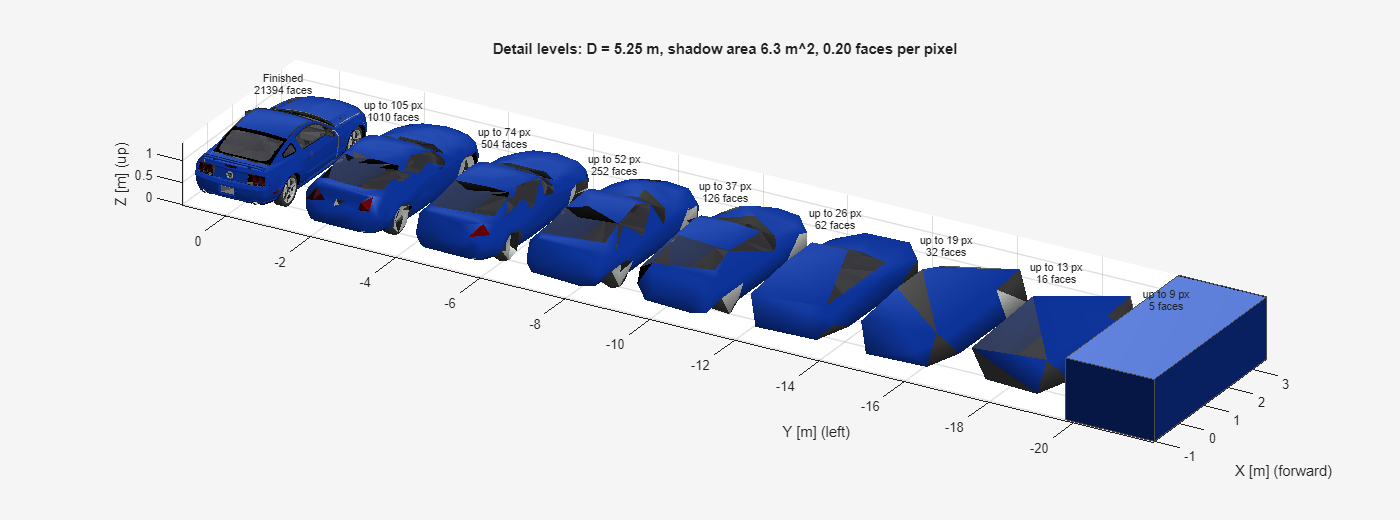 Detail levels: D = 5.25 m, shadow area 6.3 m^2, 0.20 faces per pixel
Finished
21394 faces
up to 105 px
1010 faces
up to 74 px
504 faces
up to 52 px
252 faces
up to 37 px
126 faces
up to 26 px
62 faces
up to 19 px
32 faces
up to 13 px
16 faces
up to 9 px
5 faces
Z [m] (up)
1
0.5
0
0
-2
-4
-6
-8
-10
-12
-14
-16
-18
-20
Y [m] (left)
3
2
1
0
-1
X [m] (forward)